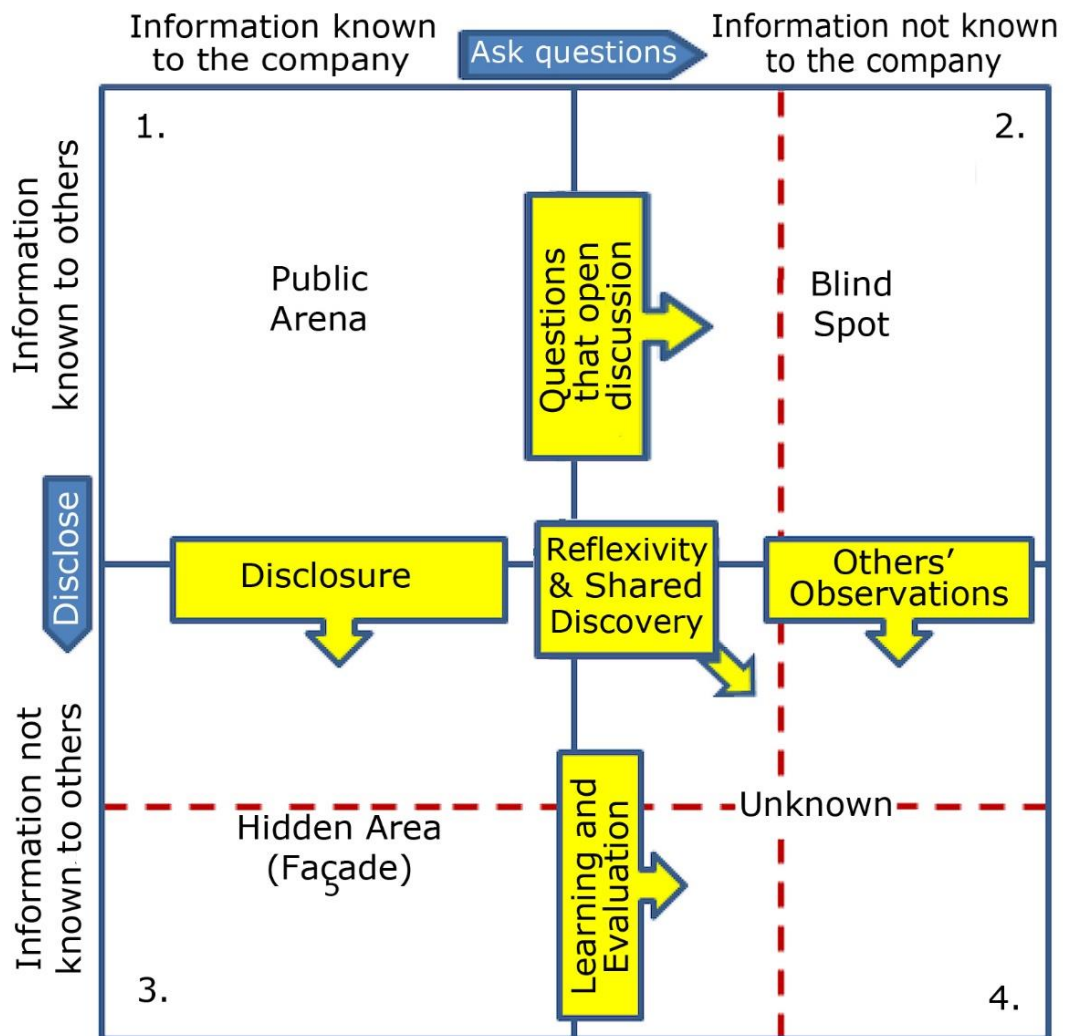 Information known
to the company
Ask questions
Information not known
to the company
1.
2.
Information
known to others
Public
Arena
Questions
that open
discussion
Blind
Spot
Disclose
Disclosure
Reflexivity
& Shared
Discovery
Others’
Observations
Information not
known to others
Hidden Area
(Façade)
Learning and
Evaluation
Unknown
3.
4.